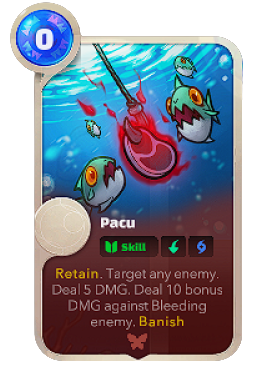 0
Pacu
Skill
Retain. Target any enemy.
Deal 5 DMG. Deal 10 bonus
DMG against Bleeding
enemy. Banish